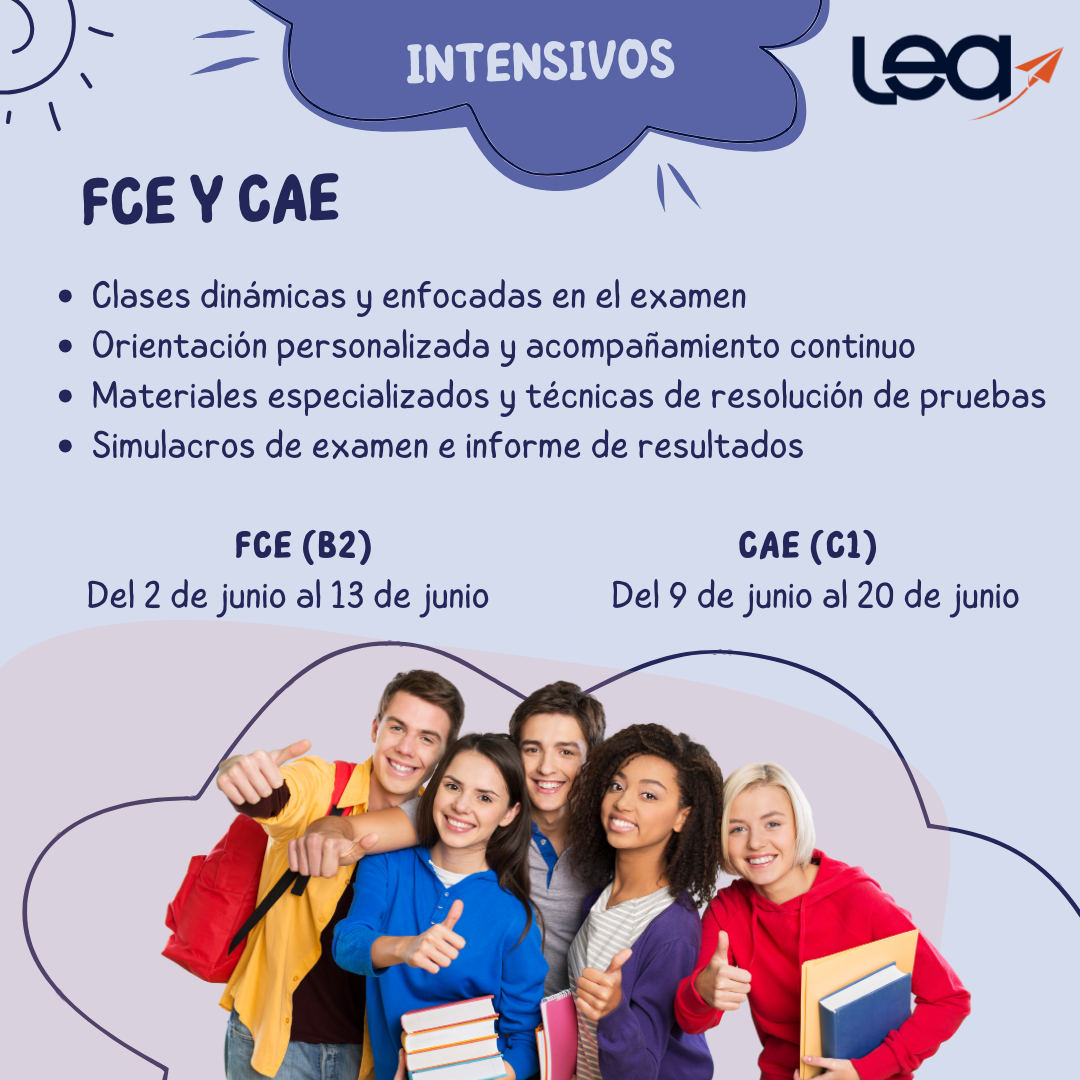 INTENSIVOS
lea
FCE Y CAE
• Clases dinámicas y enfocadas en el examen
• Orientación personalizada y acompañamiento continuo
• Materiales especializados y técnicas de resolución de pruebas
• Simulacros de examen e informe de resultados
FCE (B2)
Del 2 de junio al 13 de junio
CAE (C1)
Del 9 de junio al 20 de junio